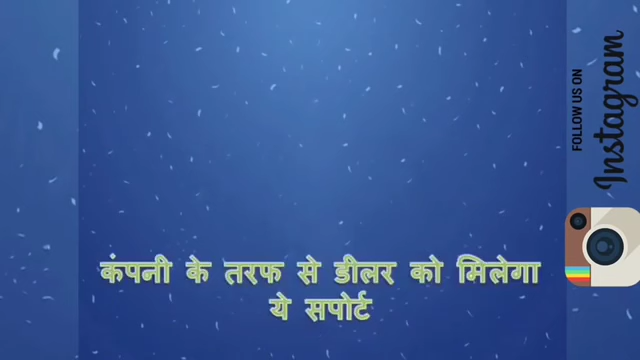 कंपनी के तरफ से डीलर को मिलेगा
ये सपोर्ट
FOLLOW US ON
Instagram